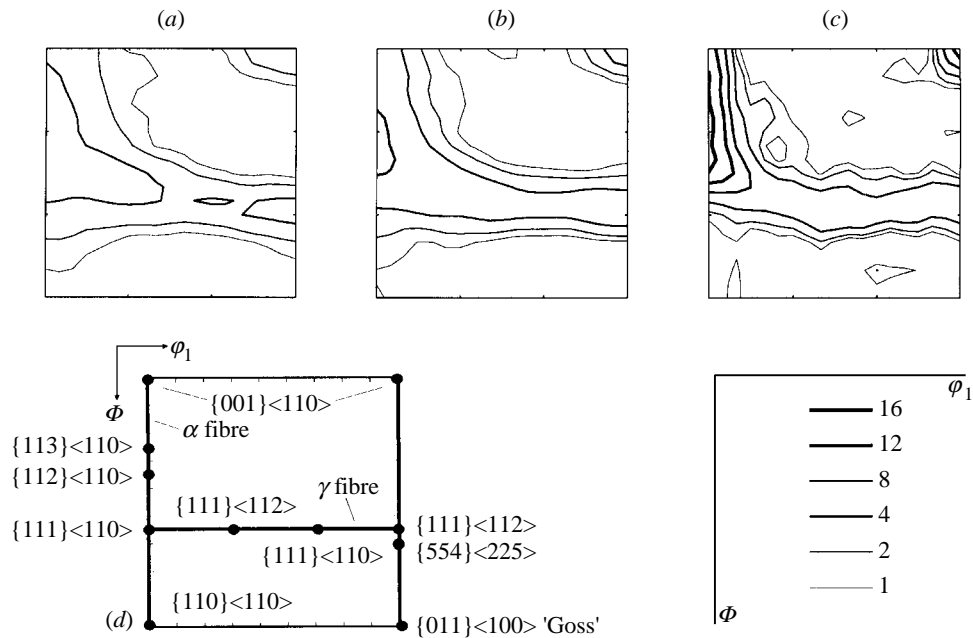 (a)
(b)
(c)
φ1
Φ
{001}<110>
α fibre
{113}<110>
{112}<110>
{111}<112>
γ fibre
{111}<110>
{111}<112>
{111}<110>
{554}<225>
{110}<110>
(d)
{011}<100> 'Goss'
φ1
16
12
8
4
2
1
Φ